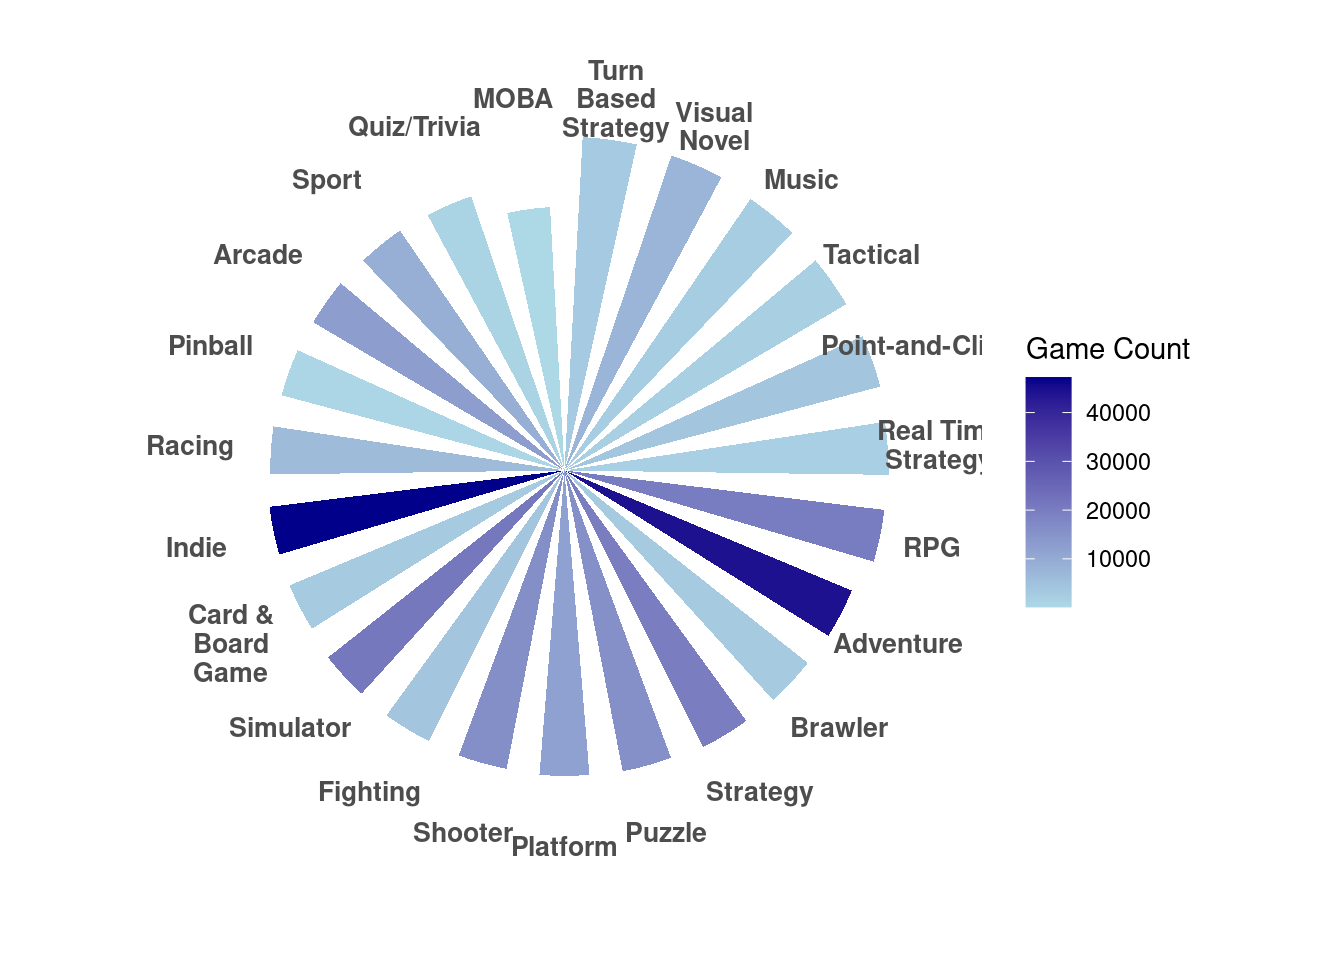 Turn
Based
Strategy
Visual
Novel
Music
Tactical
Point-and-Cli
Real Tim
Strategy
RPG
Adventure
Brawler
Strategy
Puzzle
Platform
Shooter
Fighting
Simulator
Card &
Board
Game
Indie
Racing
Pinball
Arcade
Sport
Quiz/Trivia
MOBA
Game Count
40000
30000
20000
10000